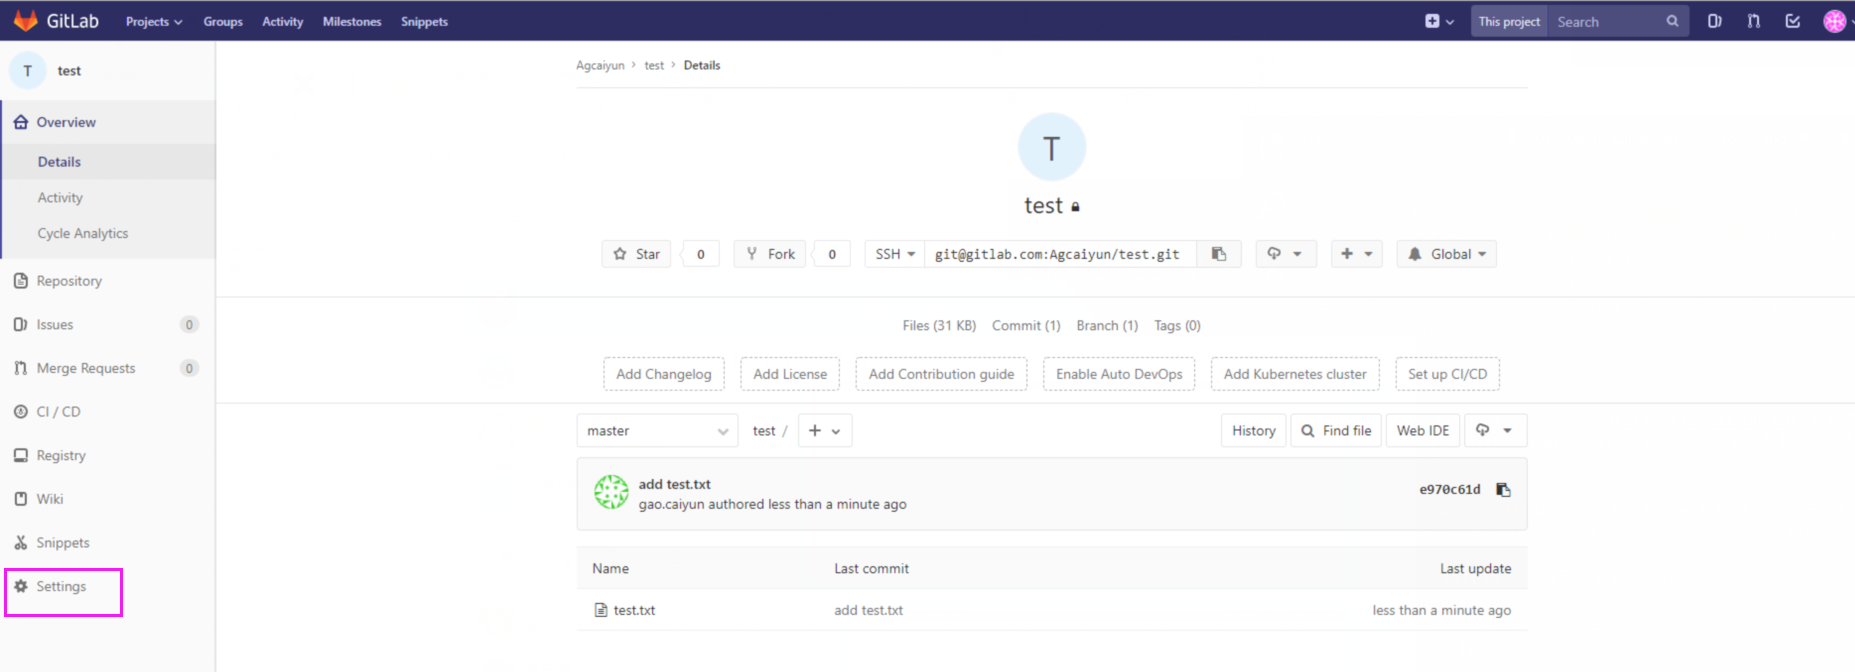 GitLab Projects Groups Activity Milestones Snippets This project Search
T test
Overview
Details
Activity
Cycle Analytics
Repository
Issues 0
Merge Requests 0
CI / CD
Registry
Wiki
Snippets
Settings
Agcaiyun > test > Details
T
test
Star 0 Fork 0 SSH git@gitlab.com:Agcaiyun/test.git Global
Files (31 KB) Commit (1) Branch (1) Tags (0)
Add Changelog Add License Add Contribution guide Enable Auto DevOps Add Kubernetes cluster Set up CI/CD
master test / + History Find file Web IDE
add test.txt
gao.caiyun authored less than a minute ago
e970c61d
Name Last commit Last update
test.txt add test.txt less than a minute ago